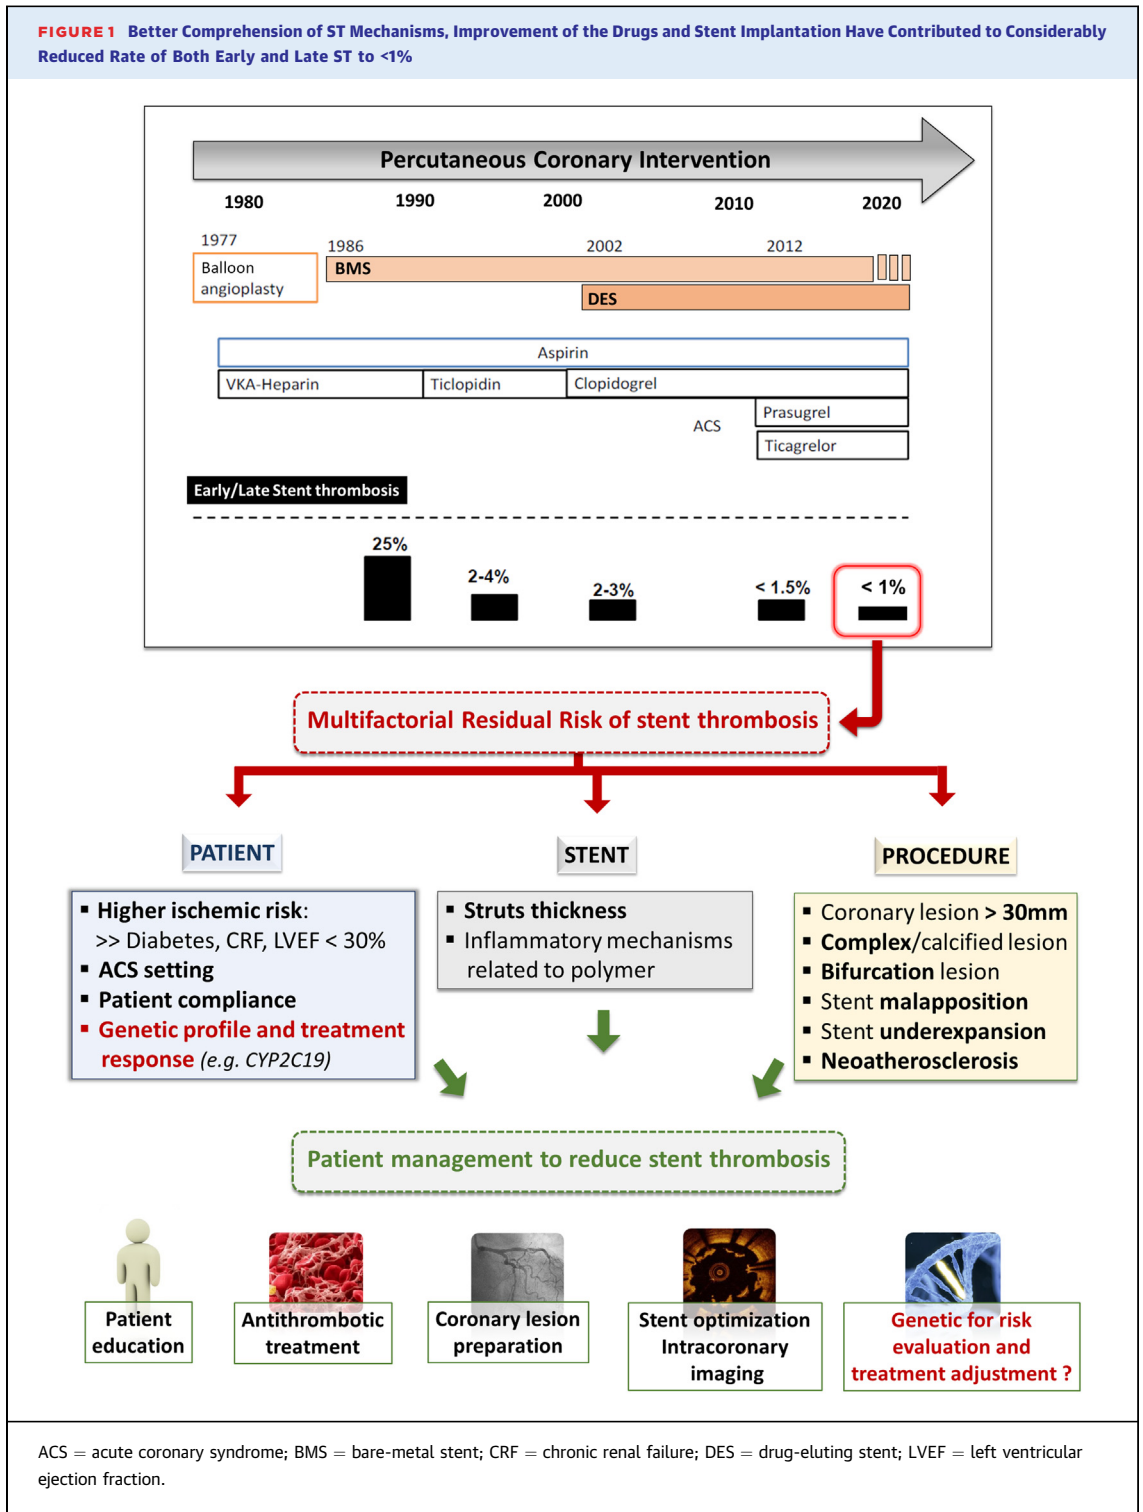 FIGURE 1 Better Comprehension of ST Mechanisms, Improvement of the Drugs and Stent Implantation Have Contributed to Considerably
Reduced Rate of Both Early and Late ST to <1%
Percutaneous Coronary Intervention
1980 1990 2000 2010 2020
1977
1986 2002 2012
Balloon
angioplasty
BMS
DES
Aspirin
VKA-Heparin Ticlopidin Clopidogrel
ACS
Prasugrel
Ticagrelor
Early/Late Stent thrombosis
25% 2-4% 2-3% < 1.5% < 1%
Multifactorial Residual Risk of stent thrombosis
PATIENT
▪ Higher ischemic risk:
>> Diabetes, CRF, LVEF < 30%
▪ ACS setting
▪ Patient compliance
▪ Genetic profile and treatment
response (e.g. CYP2C19)
STENT
▪ Struts thickness
▪ Inflammatory mechanisms
related to polymer
PROCEDURE
▪ Coronary lesion > 30mm
▪ Complex/calcified lesion
▪ Bifurcation lesion
▪ Stent malapposition
▪ Stent underexpansion
▪ Neoatherosclerosis
Patient management to reduce stent thrombosis
Patient
education
Antithrombotic
treatment
Coronary lesion
preparation
Stent optimization
Intracoronary
imaging
Genetic for risk
evaluation and
treatment adjustment ?
ACS = acute coronary syndrome; BMS = bare-metal stent; CRF = chronic renal failure; DES = drug-eluting stent; LVEF = left ventricular
ejection fraction.